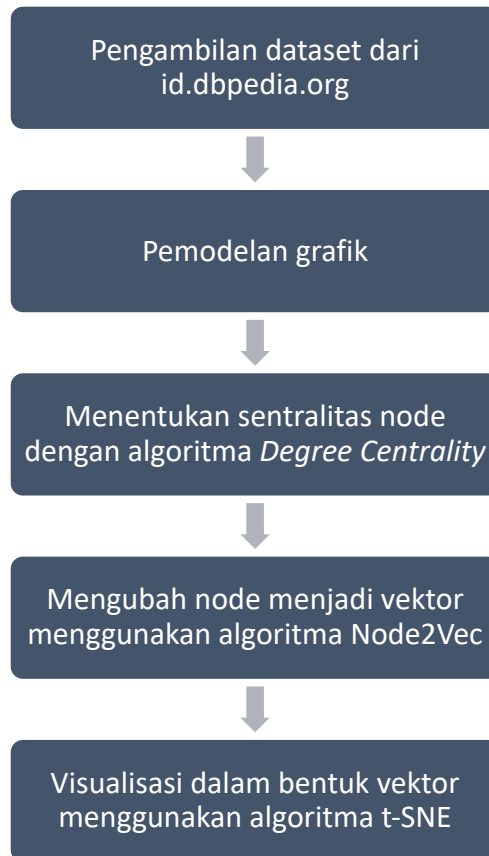 Pengambilan dataset dari
id.dbpedia.org
Pemodelan grafik
Menentukan sentralitas node
dengan algoritma Degree Centrality
Mengubah node menjadi vektor
menggunakan algoritma Node2Vec
Visualisasi dalam bentuk vektor
menggunakan algoritma t-SNE